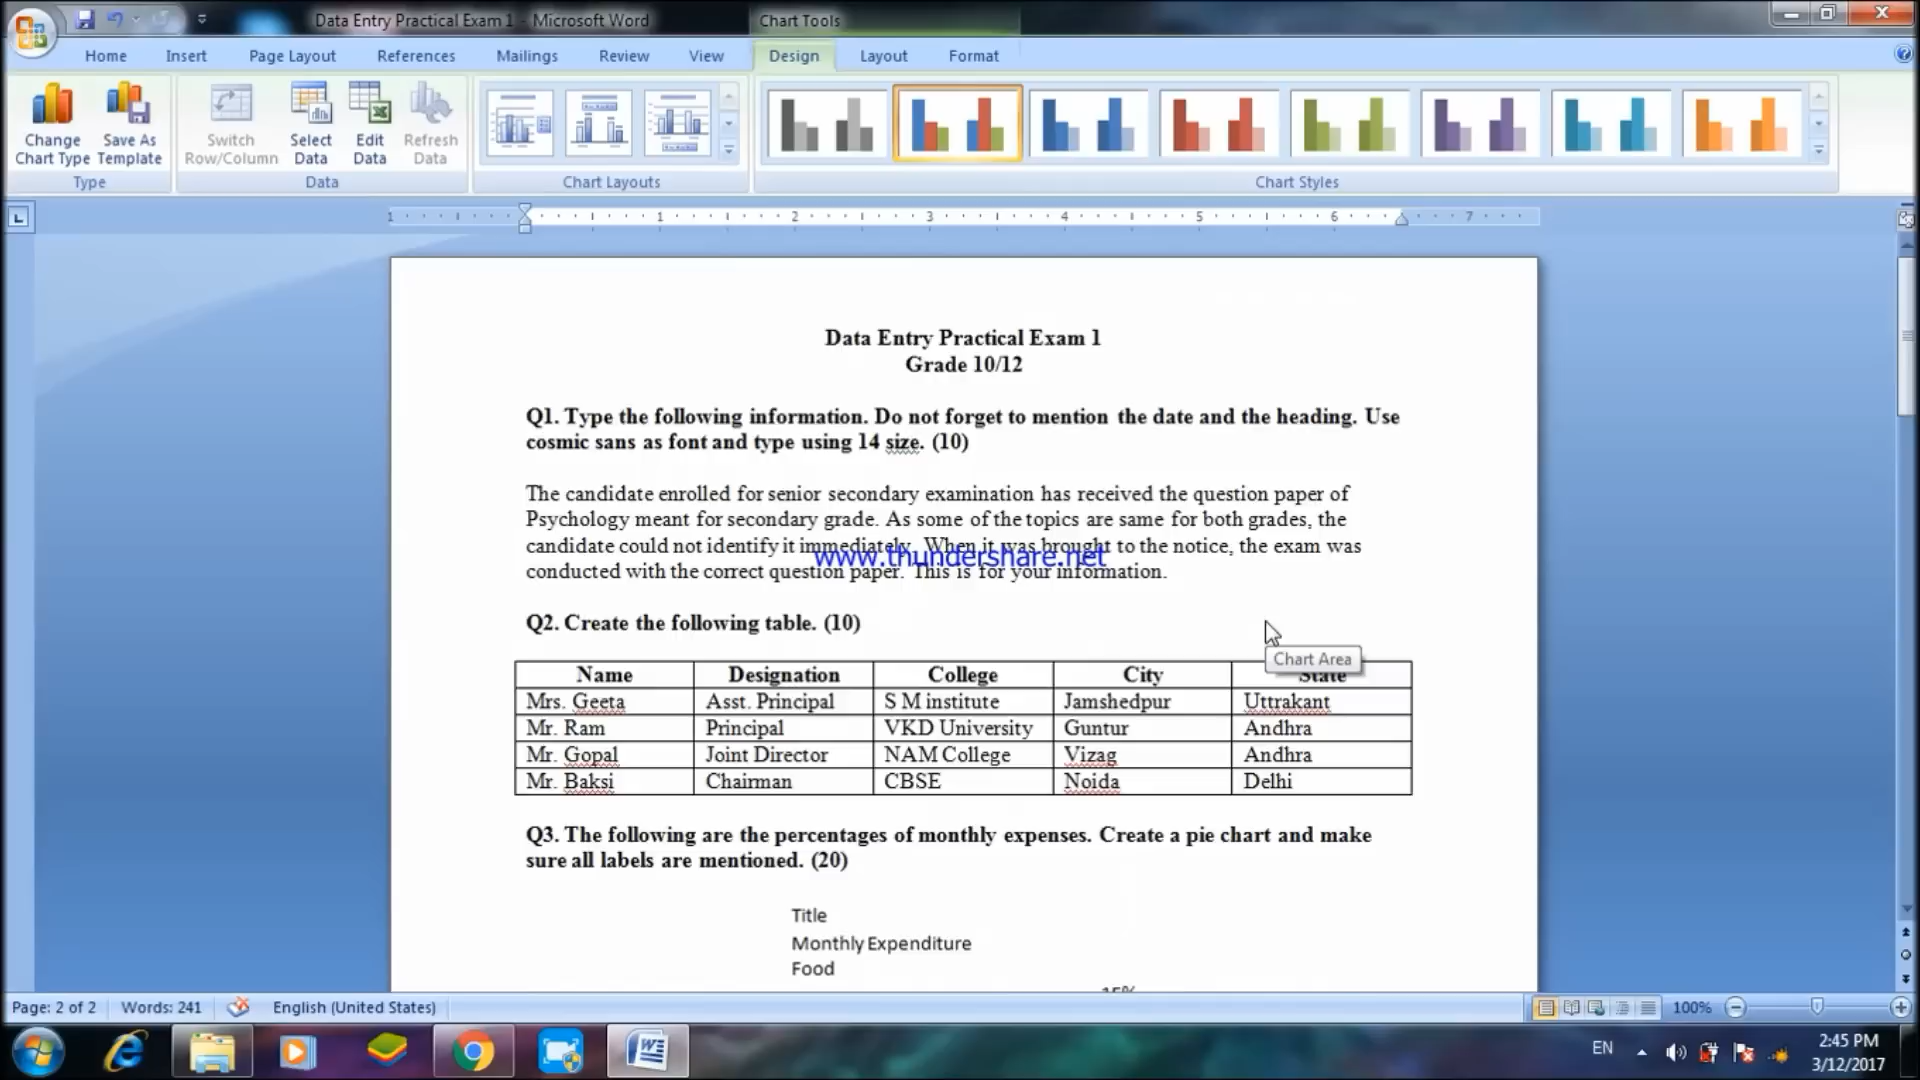 Data Entry Practical Exam 1 - Microsoft Word
Chart Tools
Home Insert Page Layout References Mailings Review View Design Layout Format
Change Chart Type
Save As Template
Switch Row/Column
Select Data
Edit Data
Refresh Data
Type
Data
Chart Layouts
Chart Styles
1 1 2 3 4 5 6 7
Data Entry Practical Exam 1
Grade 10/12
Q1. Type the following information. Do not forget to mention the date and the heading. Use
cosmic sans as font and type using 14 size. (10)
The candidate enrolled for senior secondary examination has received the question paper of
Psychology meant for secondary grade. As some of the topics are same for both grades, the
candidate could not identify it immediately. When it was brought to the notice, the exam was
www.thundershare.net
conducted with the correct question paper. This is for your information.
Q2. Create the following table. (10)
Chart Area
Name Designation College City State
Mrs. Geeta Asst. Principal S M institute Jamshedpur Uttrakant
Mr. Ram Principal VKD University Guntur Andhra
Mr. Gopal Joint Director NAM College Vizag Andhra
Mr. Baksi Chairman CBSE Noida Delhi
Q3. The following are the percentages of monthly expenses. Create a pie chart and make
sure all labels are mentioned. (20)
Title
Monthly Expenditure
Food
15%
Page: 2 of 2 Words: 241 English (United States) 100%
EN
2:45 PM
3/12/2017